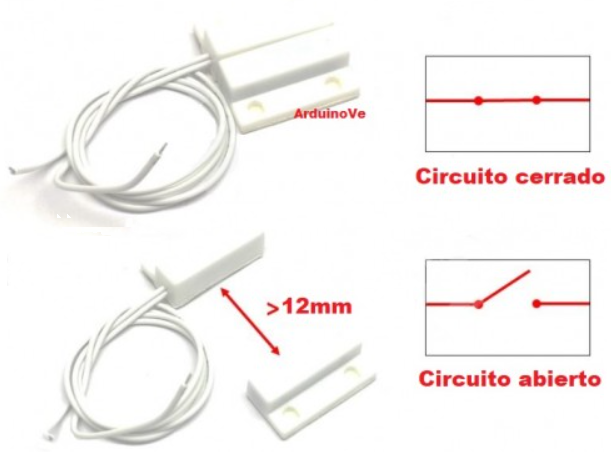 ArduinoVe
Circuito cerrado
>12mm
Circuito abierto